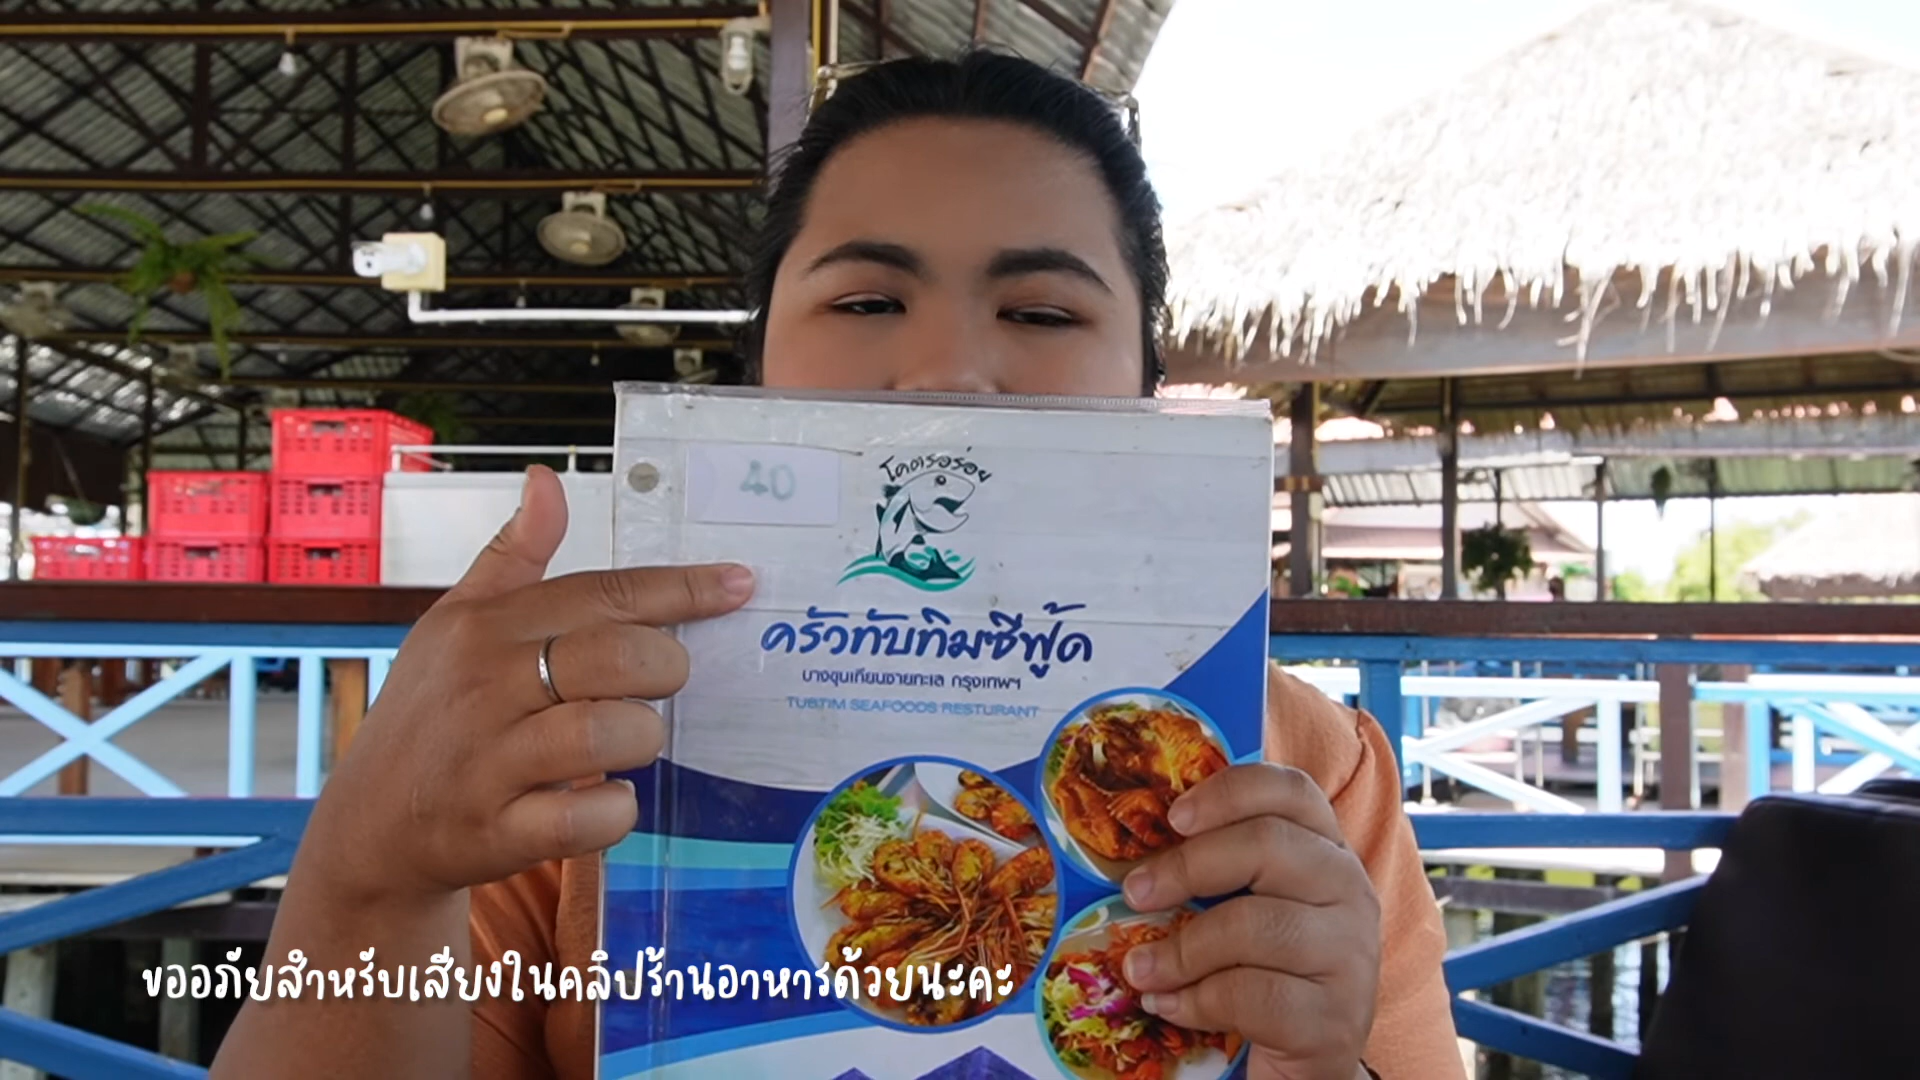 40
โคตรอร่อย
ครัวทับทิมซีฟู้ด
บางขุนเทียนชายทะเล กรุงเทพฯ
TUBTIM SEAFOODS RESTURANT
ขออภัยสำหรับเสียงในคลิปร้านอาหารด้วยนะคะ